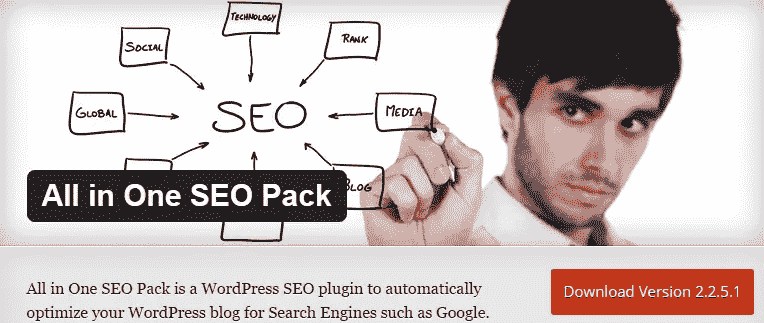 TECHNOLOGY
SOCIAL
RANK
GLOBAL
SEO
MEDIA
BLOG
All in One SEO Pack
All in One SEO Pack is a WordPress SEO plugin to automatically
optimize your WordPress blog for Search Engines such as Google.
Download Version 2.2.5.1